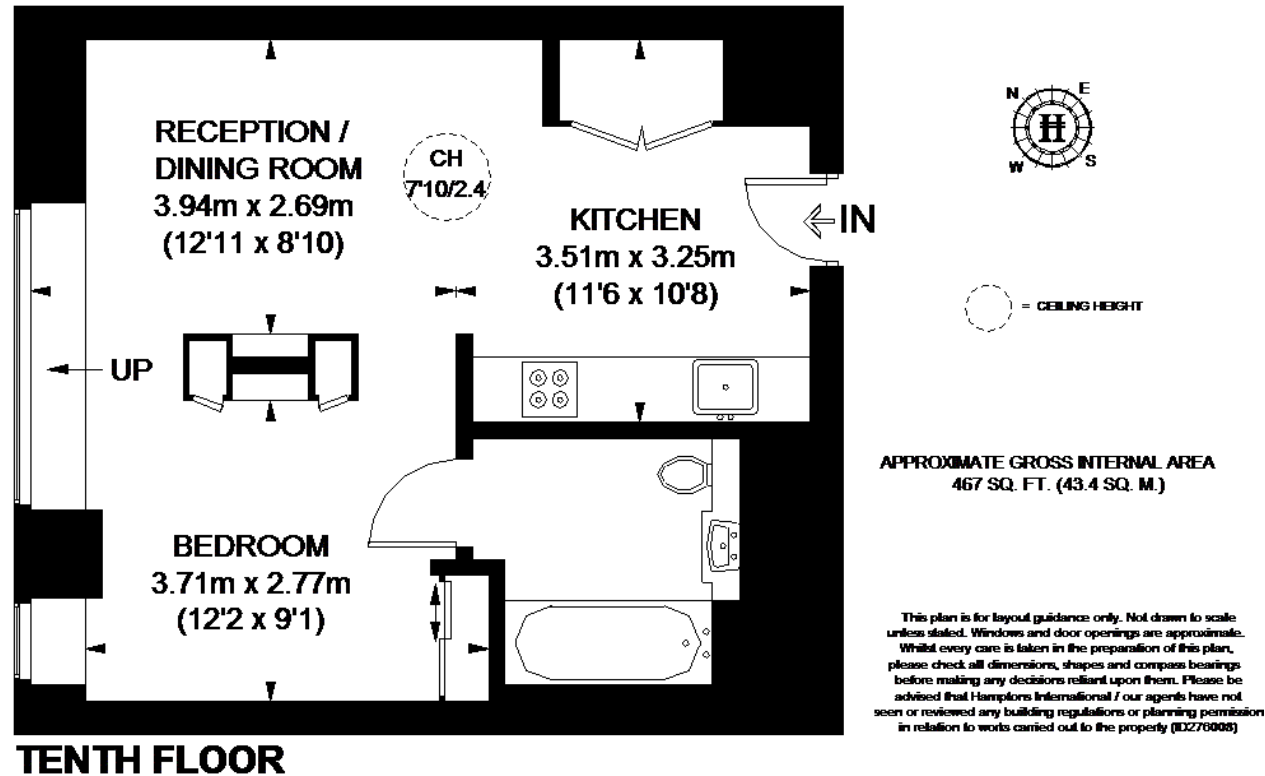 RECEPTION /
DINING ROOM
3.94m x 2.69m
(12'11 x 8'10)
CH
7'10/2.4
KITCHEN
3.51m x 3.25m
(11'6 x 10'8)
IN
UP
BEDROOM
3.71m x 2.77m
(12'2 x 9'1)
N
E
H
W
S
= CEILING HEIGHT
APPROXIMATE GROSS INTERNAL AREA
467 SQ. FT. (43.4 SQ. M.)
This plan is for layout guidance only. Not drawn to scale
unless stated. Windows and door openings are approximate.
Whilst every care is taken in the preparation of this plan,
please check all dimensions, shapes and compass bearings
before making any decisions reliant upon them. Please be
advised that Hamptons International / our agents have not
seen or reviewed any building regulations or planning permission
in relation to works carried out to the property (ID276008)
TENTH FLOOR